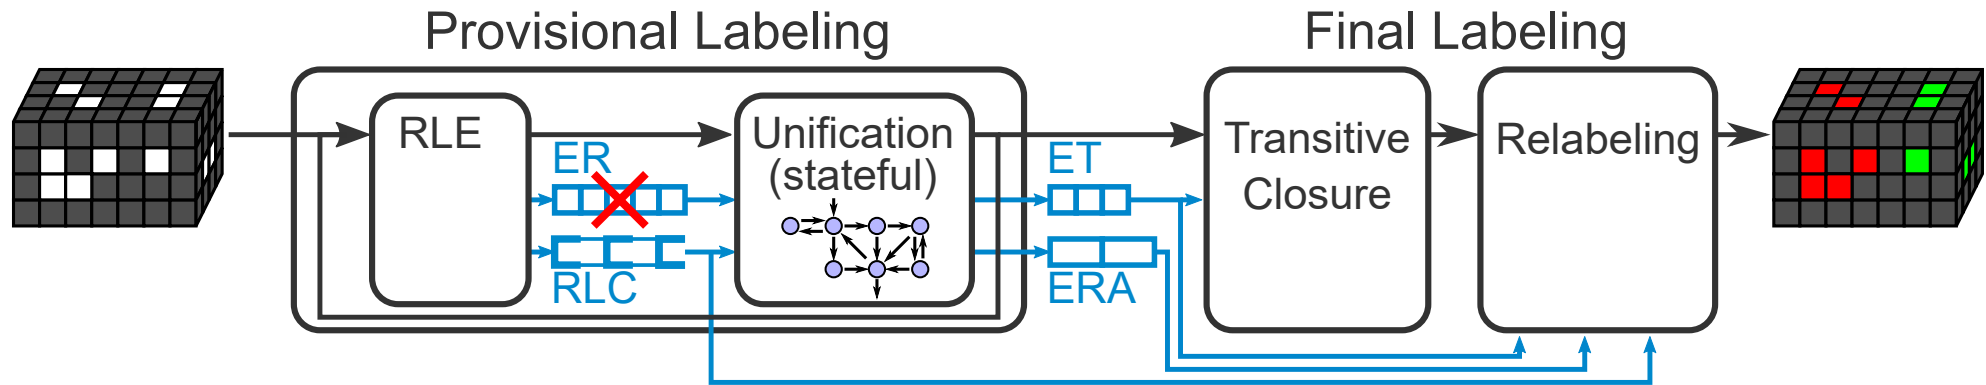 Provisional Labeling
Final Labeling
RLE
Unification
(stateful)
ER
RLC
ET
ERA
Transitive
Closure
Relabeling